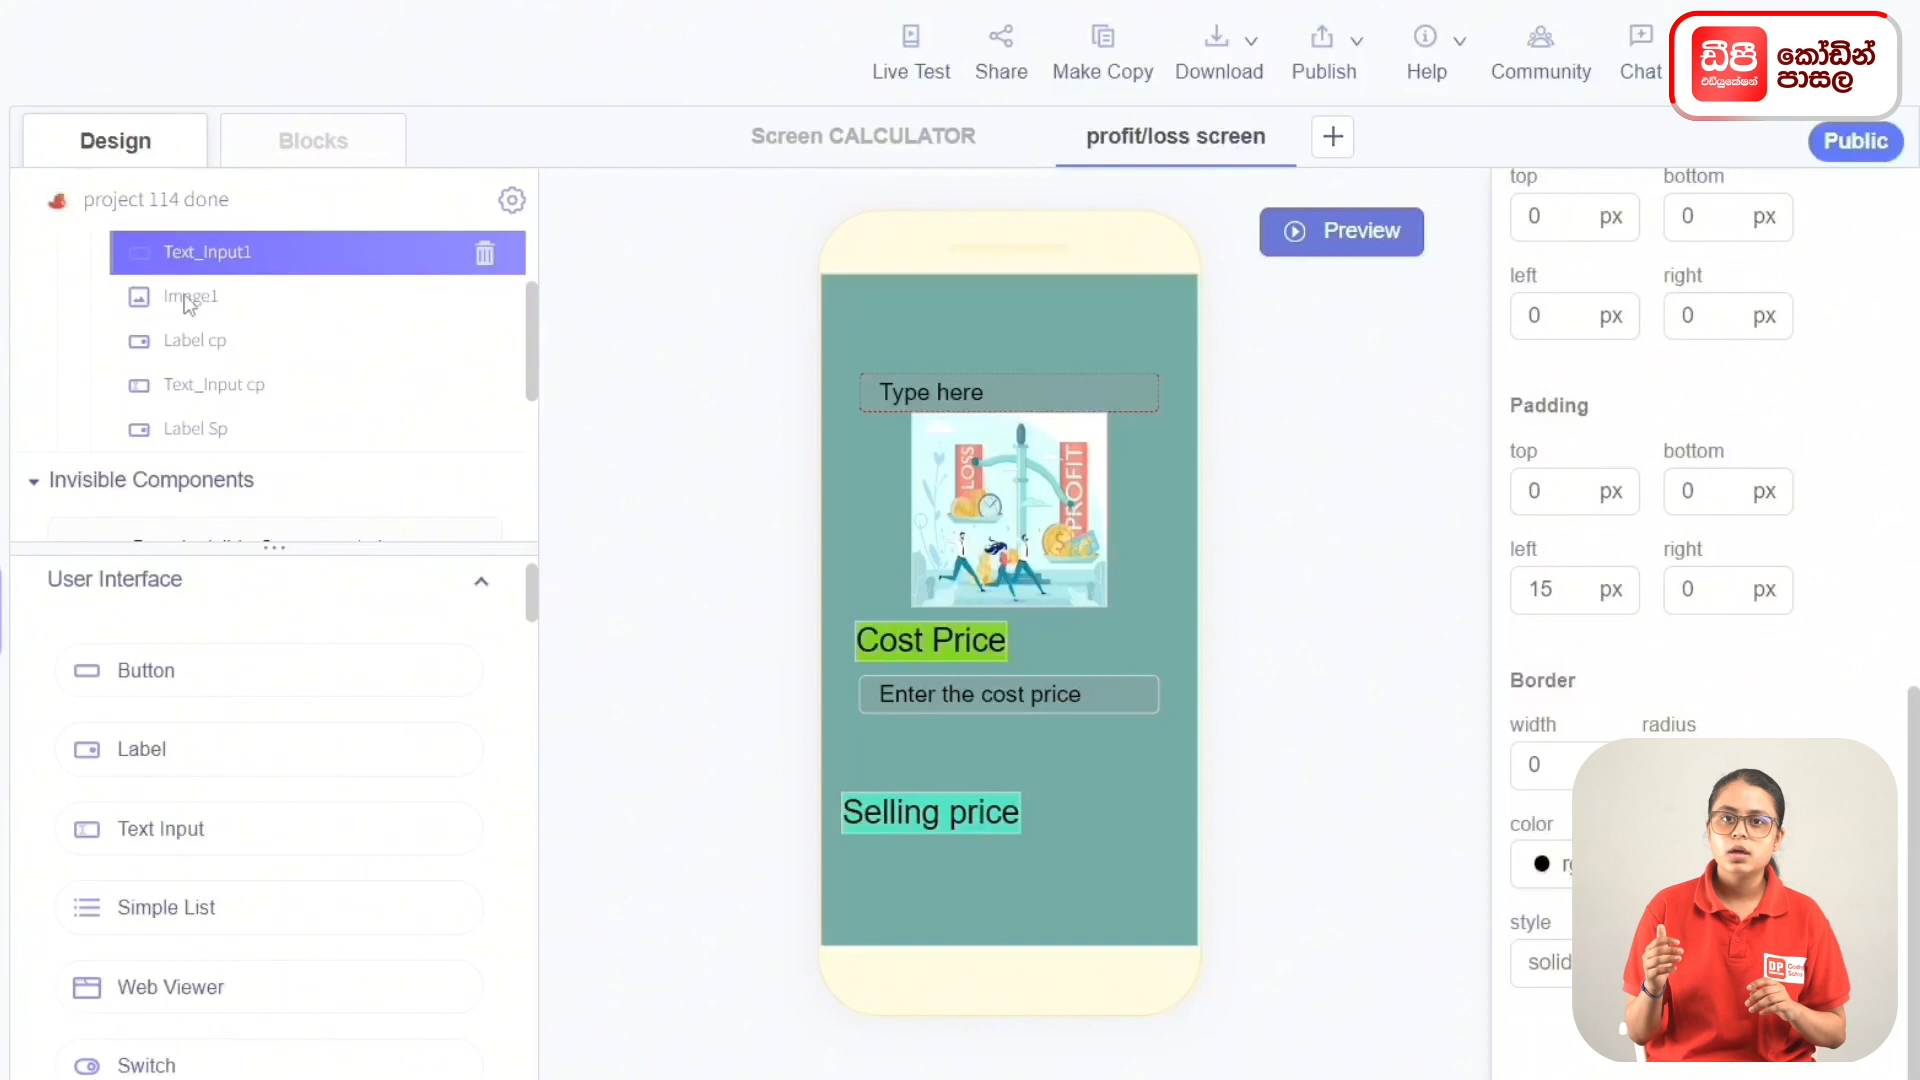 Live Test
Share
Make Copy
Download
Publish
Help
Community
Chat
ඩීපී
එඩියුකේෂන්
කෝඩින්
පාසල
Design
Blocks
Screen CALCULATOR
profit/loss screen
Public
project 114 done
Text_Input1
Image1
Label cp
Text_Input cp
Label Sp
Invisible Components
User Interface
Button
Label
Text Input
Simple List
Web Viewer
Switch
Preview
Type here
LOSS
PROFIT
Cost Price
Enter the cost price
Selling price
top
bottom
0 px
0 px
left
right
0 px
0 px
Padding
top
bottom
0 px
0 px
left
right
15 px
0 px
Border
width
radius
0
color
style
solid
DP